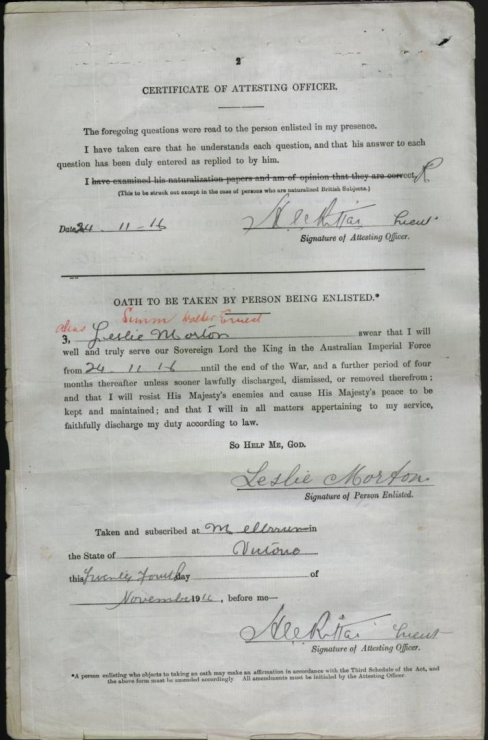 2
CERTIFICATE OF ATTESTING OFFICER.
The foregoing questions were read to the person enlisted in my presence.
I have taken care that he understands each question, and that his answer to each
question has been duly entered as replied to by him.
I have examined his naturalization papers and am of opinion that they are correct.
(This to be struck out except in the case of persons who are naturalized British Subjects.)
Date 24 . 11 - 16
Lieut.
Signature of Attesting Officer.
OATH TO BE TAKEN BY PERSON BEING ENLISTED.*
alias Simm Walter Ernest
3, Leslie Morton swear that I will
well and truly serve our Sovereign Lord the King in the Australian Imperial Force
from 24 . 11 . 16 until the end of the War, and a further period of four
months thereafter unless sooner lawfully discharged, dismissed, or removed therefrom;
and that I will resist His Majesty's enemies and cause His Majesty's peace to be
kept and maintained; and that I will in all matters appertaining to my service,
faithfully discharge my duty according to law.
SO HELP ME, GOD.
Leslie Morton
Signature of Person Enlisted.
Taken and subscribed at in
the State of
this Twenty Fourth day of
November 1916, before me—
Lieut
Signature of Attesting Officer.
*A person enlisting who objects to taking an oath may make an affirmation in accordance with the Third Schedule of the Act, and
the above form must be amended accordingly All amendments must be initialed by the Attesting Officer